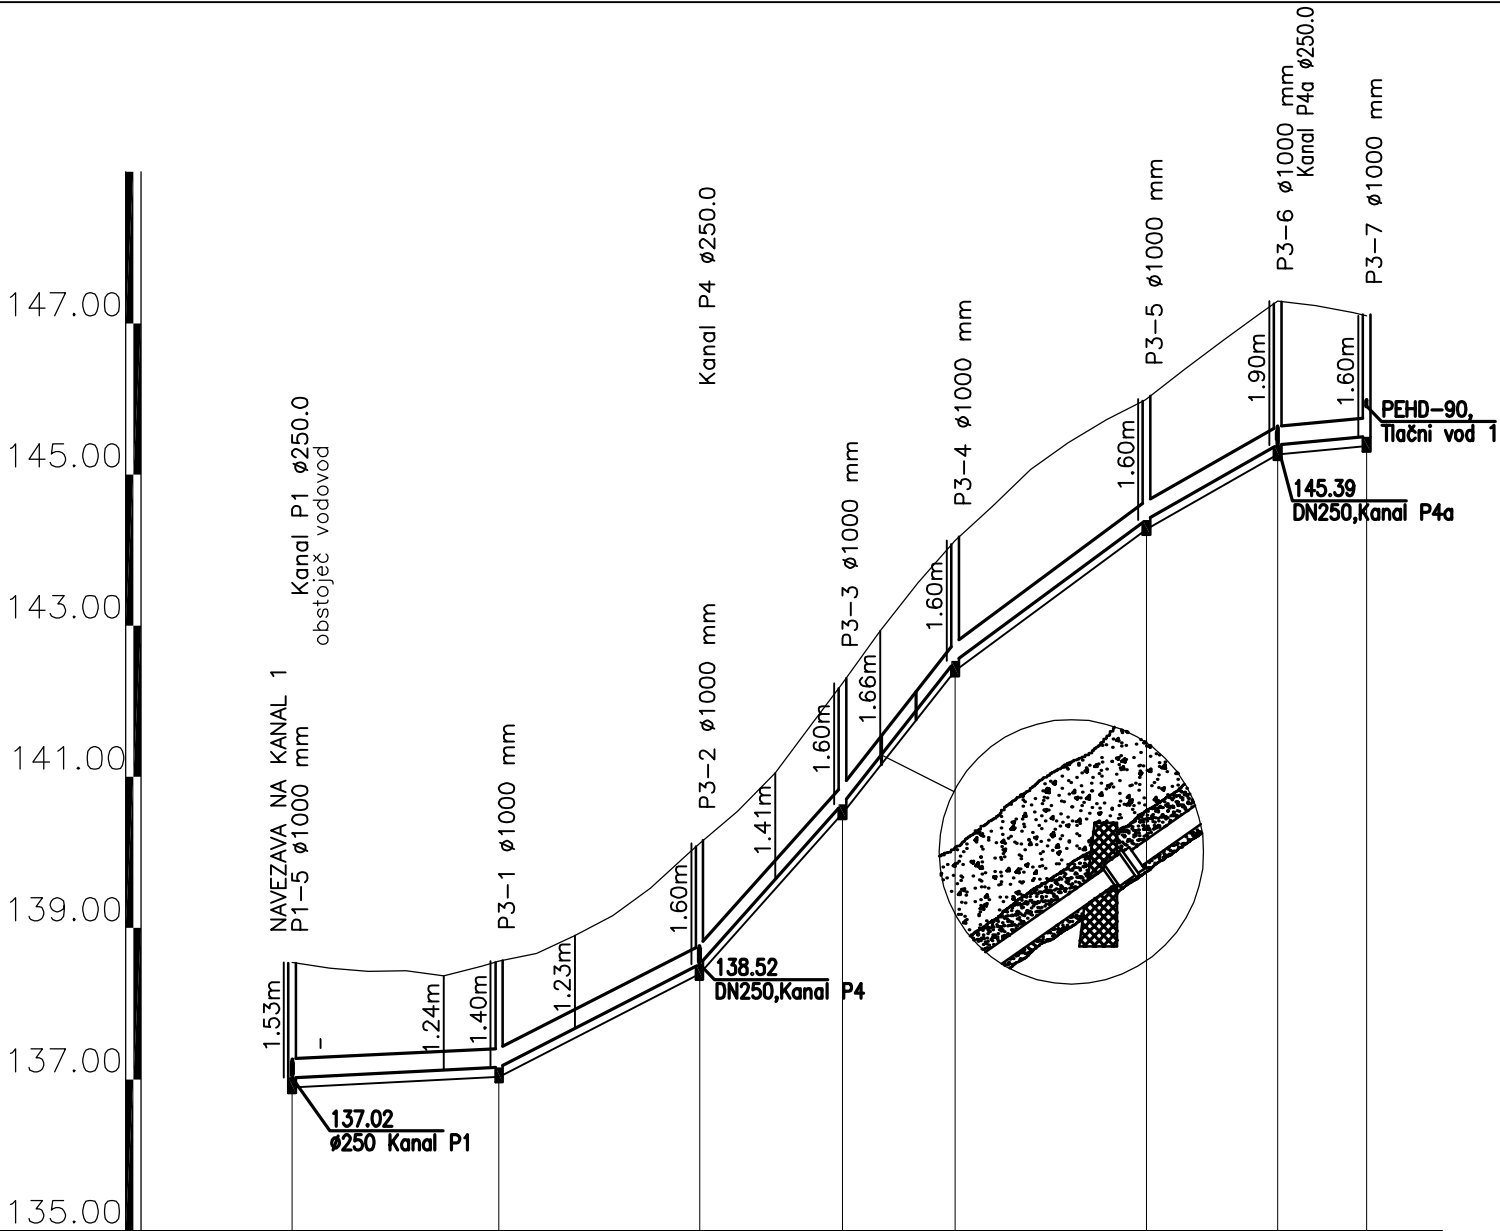 147.00
145.00
143.00
141.00
139.00
137.00
135.00
NAVEZAVA NA KANAL 1
P1-5 ø1000 mm
Kanal P1 ø250.0
obstoječ vodovod
P3-1 ø1000 mm
P3-2 ø1000 mm
Kanal P4 ø250.0
P3-3 ø1000 mm
P3-4 ø1000 mm
P3-5 ø1000 mm
P3-6 ø1000 mm
Kanal P4a ø250.0
P3-7 ø1000 mm
1.53m
1.24m
1.40m
1.23m
1.60m
1.41m
1.60m
1.66m
1.60m
1.60m
1.90m
1.60m
137.02
ø250 Kanal P1
138.52
DN250,Kanal P4
145.39
DN250,Kanal P4a
PEHD-90,
Tlačni vod 1